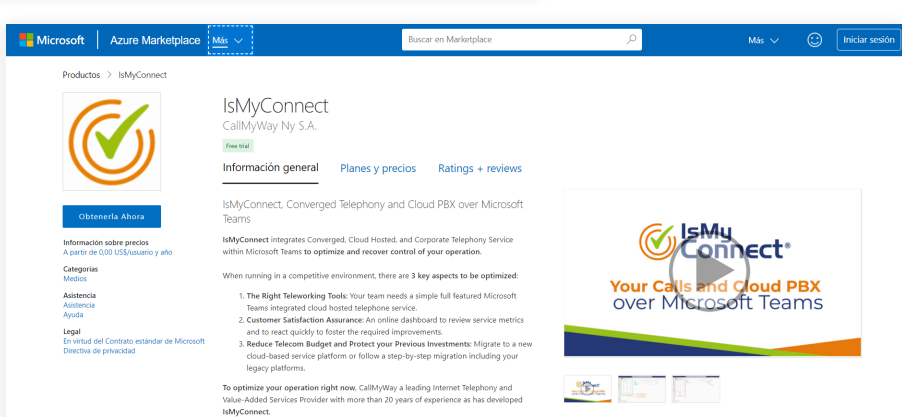 Microsoft
Azure Marketplace
Más
Buscar en Marketplace
Más
Iniciar sesión
Productos > IsMyConnect
IsMyConnect
CallMyWay Ny S.A.
Free trial
Información general
Planes y precios
Ratings + reviews
Obtenerla Ahora
Información sobre precios
A partir de 0,00 US$/usuario y año
Categorías
Medios
Asistencia
Asistencia
Ayuda
Legal
En virtud del Contrato estándar de Microsoft
Directiva de privacidad
IsMyConnect, Converged Telephony and Cloud PBX over Microsoft
Teams
IsMyConnect integrates Converged, Cloud Hosted, and Corporate Telephony Service
within Microsoft Teams to optimize and recover control of your operation.
When running in a competitive environment, there are 3 key aspects to be optimized:
1. The Right Teleworking Tools: Your team needs a simple full featured Microsoft
Teams integrated cloud hosted telephone service.
2. Customer Satisfaction Assurance: An online dashboard to review service metrics
and to react quickly to foster the required improvements.
3. Reduce Telecom Budget and Protect your Previous Investments: Migrate to a new
cloud-based service platform or follow a step-by-step migration including your
legacy platforms.
To optimize your operation right now, CallMyWay a leading Internet Telephony and
Value-Added Services Provider with more than 20 years of experience as has developed
IsMyConnect.
IsMy
Connect®
Your Calls and Cloud PBX
over Microsoft Teams